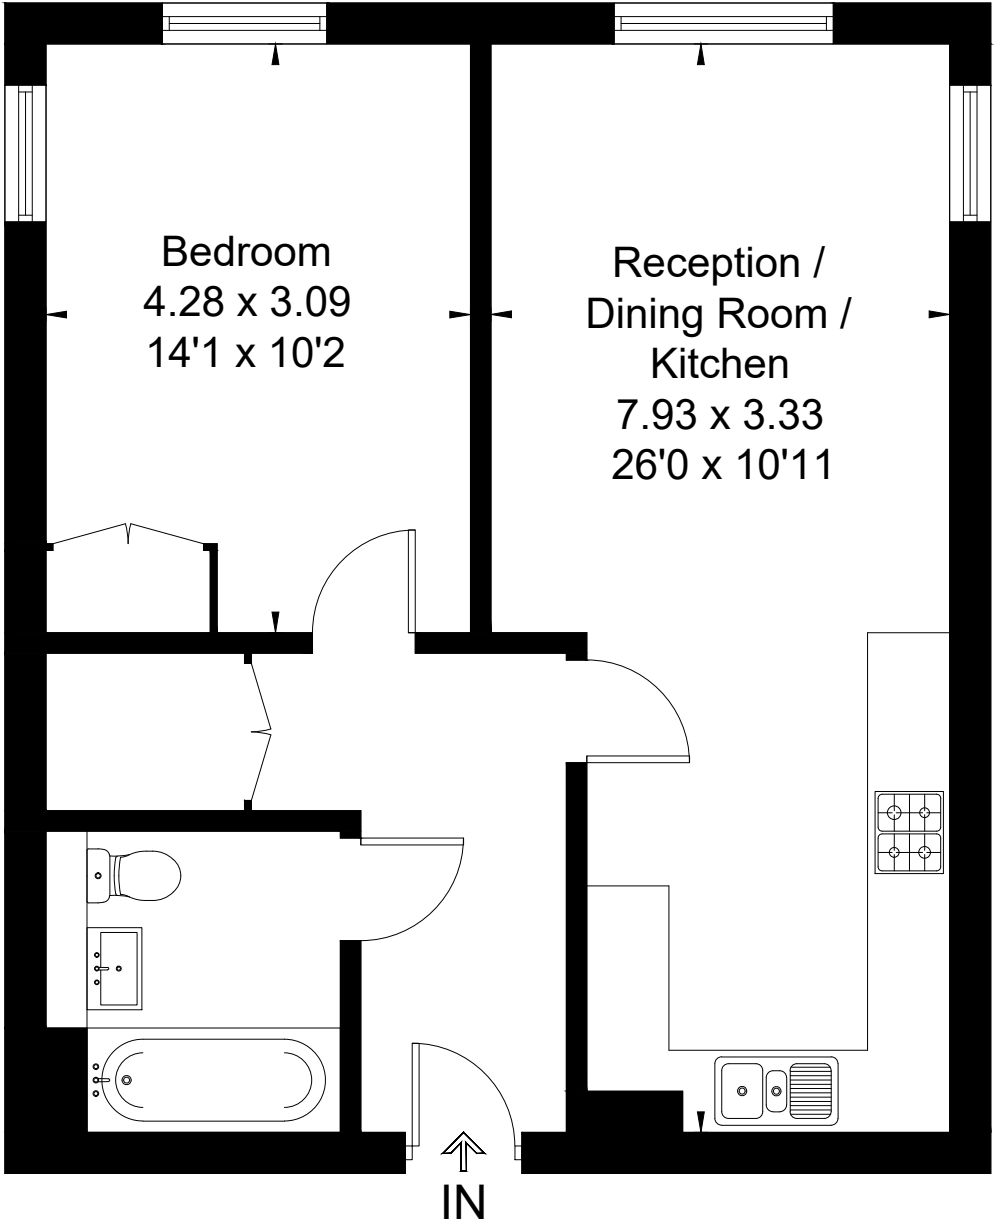 Bedroom
4.28 x 3.09
14'1 x 10'2
Reception /
Dining Room /
Kitchen
7.93 x 3.33
26'0 x 10'11
IN